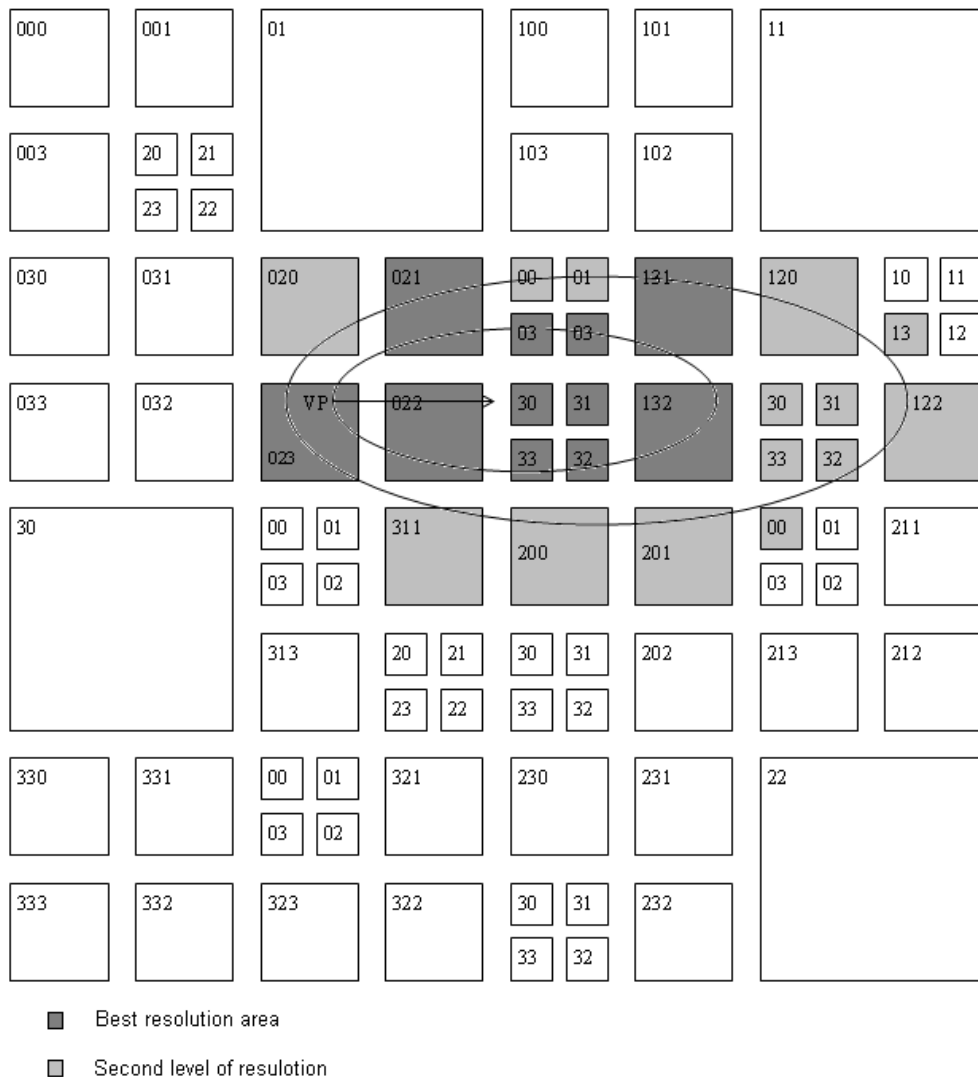 000 001 01 100 101 11
003 20 21 103 102
23 22
030 031 020 021 00 01 131 120 10 11
03 03 13 12
033 032 VP 022 30 31 132 30 31 122
023 33 32 33 32
30 00 01 311 200 201 00 01 211
03 02 03 02
313 20 21 30 31 202 213 212
23 22 33 32
330 331 00 01 321 230 231 22
03 02
333 332 323 322 30 31 232
33 32
Best resolution area
Second level of resulotion